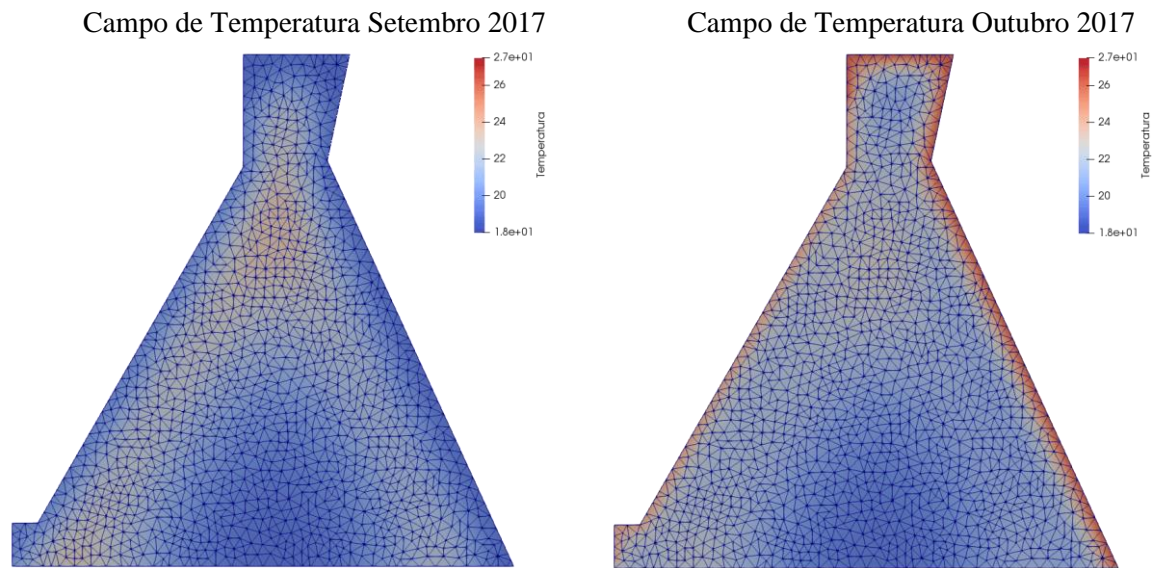 Campo de Temperatura Setembro 2017
2.7e+01
26
24
22
20
1.8e+01
Temperatura
Campo de Temperatura Outubro 2017
2.7e+01
26
24
22
20
1.8e+01
Temperatura